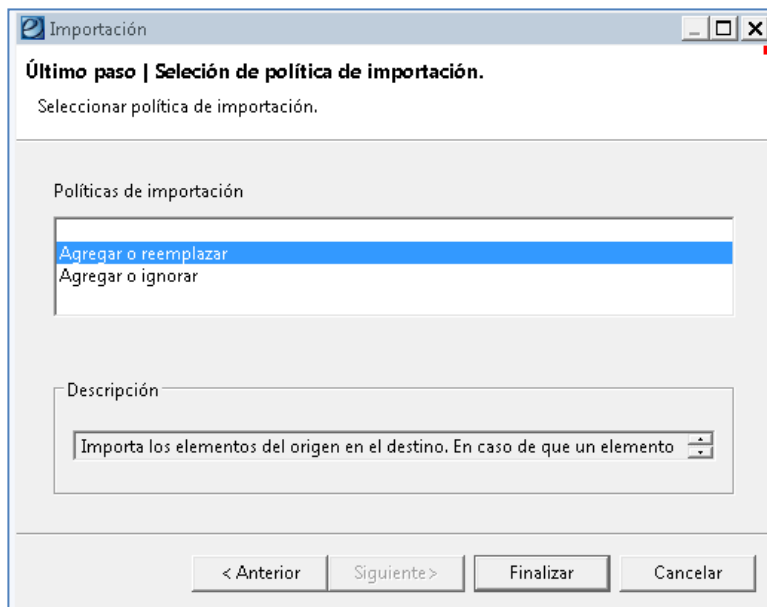 Importación
Último paso | Seleción de política de importación.
Seleccionar política de importación.
Políticas de importación
Agregar o reemplazar
Agregar o ignorar
Descripción
Importa los elementos del origen en el destino. En caso de que un elemento
< Anterior
Siguiente>
Finalizar
Cancelar